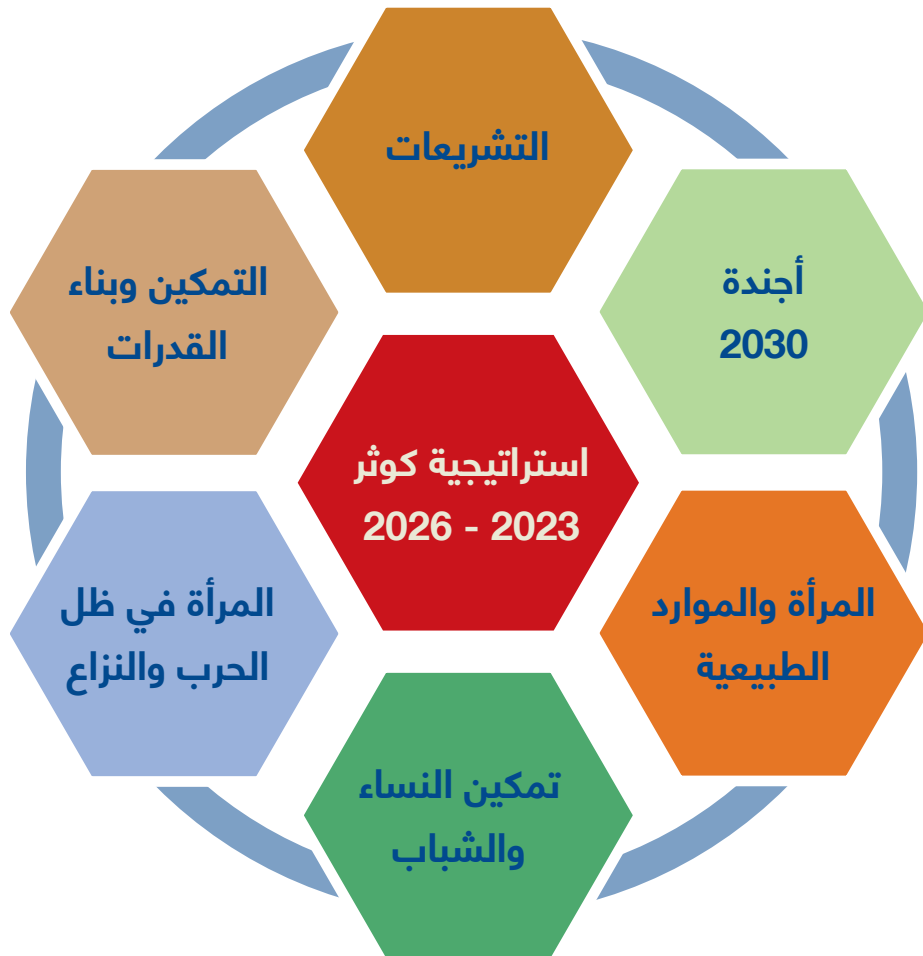 التشريعات
أجندة
2030
التمكين وبناء
القدرات
استراتيجية كوثر
2023 - 2026
المرأة والموارد
الطبيعية
المرأة في ظل
الحرب والنزاع
تمكين النساء
والشباب